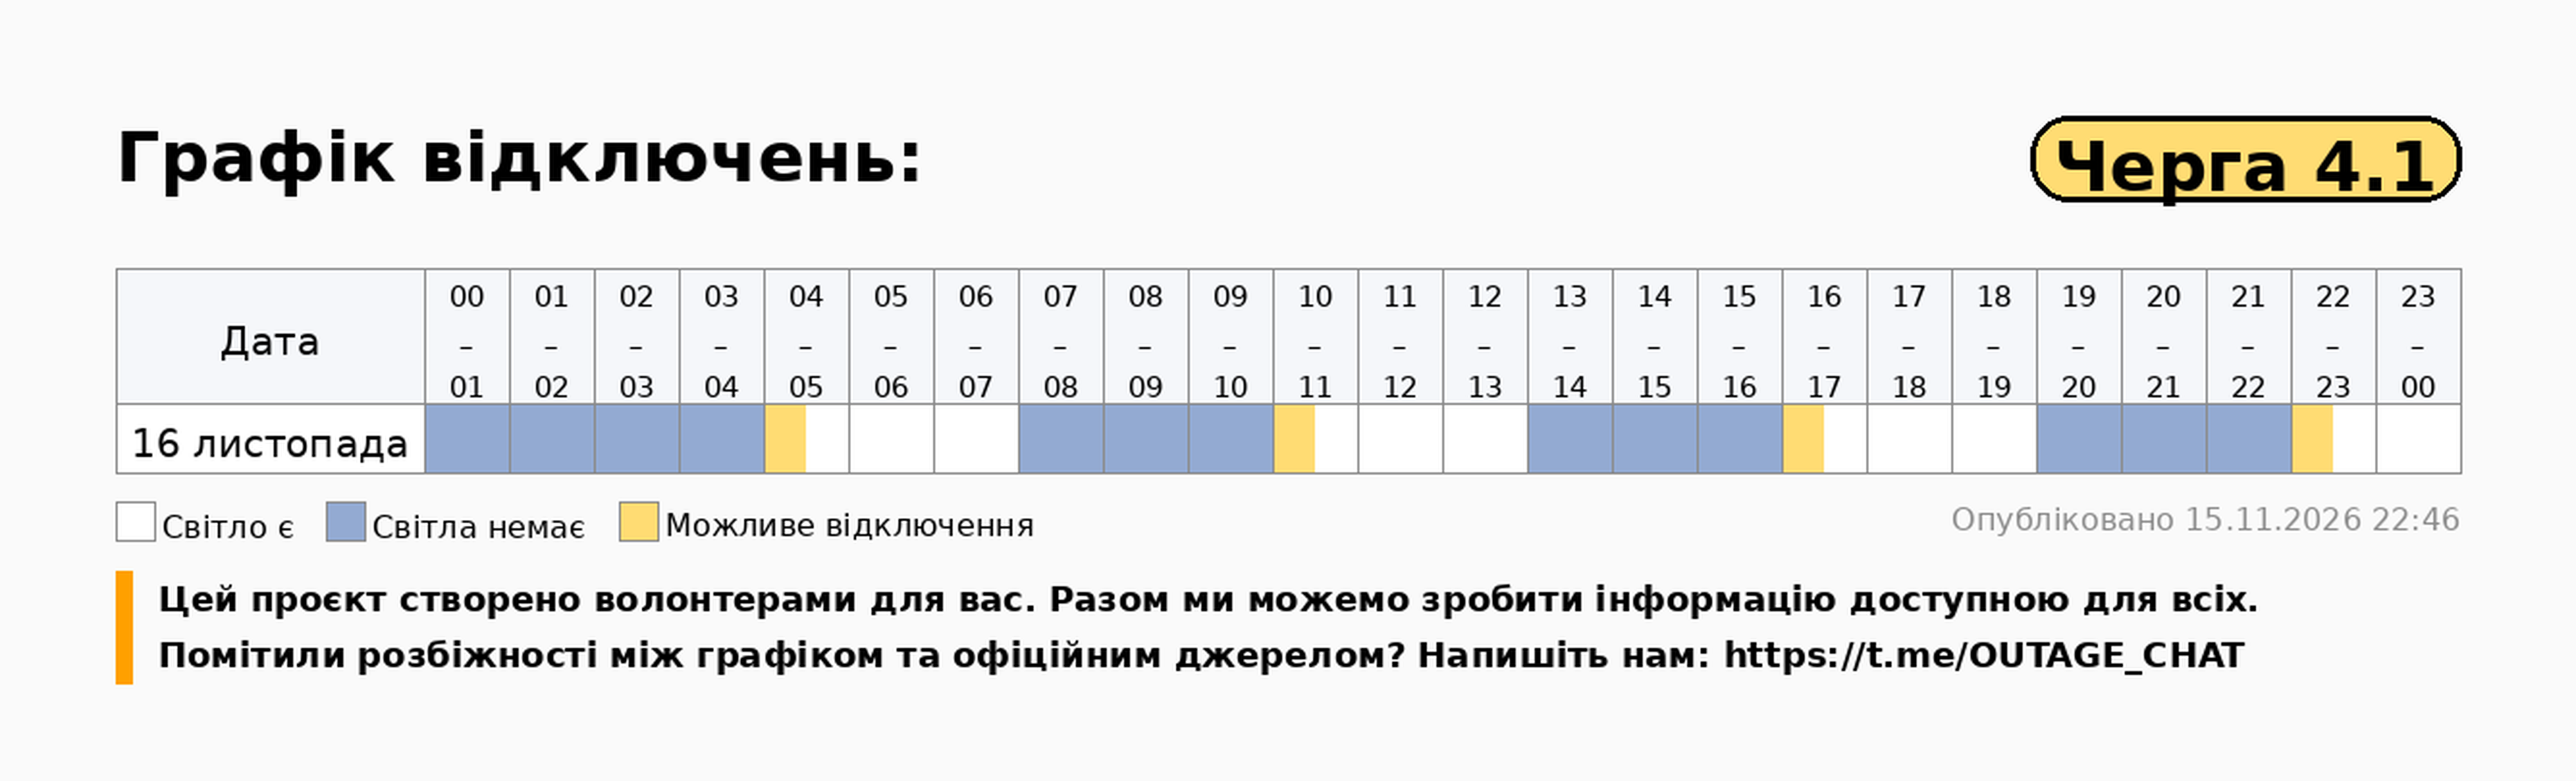 Графік відключень:
Черга 4.1
Дата
00 – 01
01 – 02
02 – 03
03 – 04
04 – 05
05 – 06
06 – 07
07 – 08
08 – 09
09 – 10
10 – 11
11 – 12
12 – 13
13 – 14
14 – 15
15 – 16
16 – 17
17 – 18
18 – 19
19 – 20
20 – 21
21 – 22
22 – 23
23 – 00
16 листопада
Світло є
Світла немає
Можливе відключення
Опубліковано 15.11.2026 22:46
Цей проєкт створено волонтерами для вас. Разом ми можемо зробити інформацію доступною для всіх.
Помітили розбіжності між графіком та офіційним джерелом? Напишіть нам: https://t.me/OUTAGE_CHAT